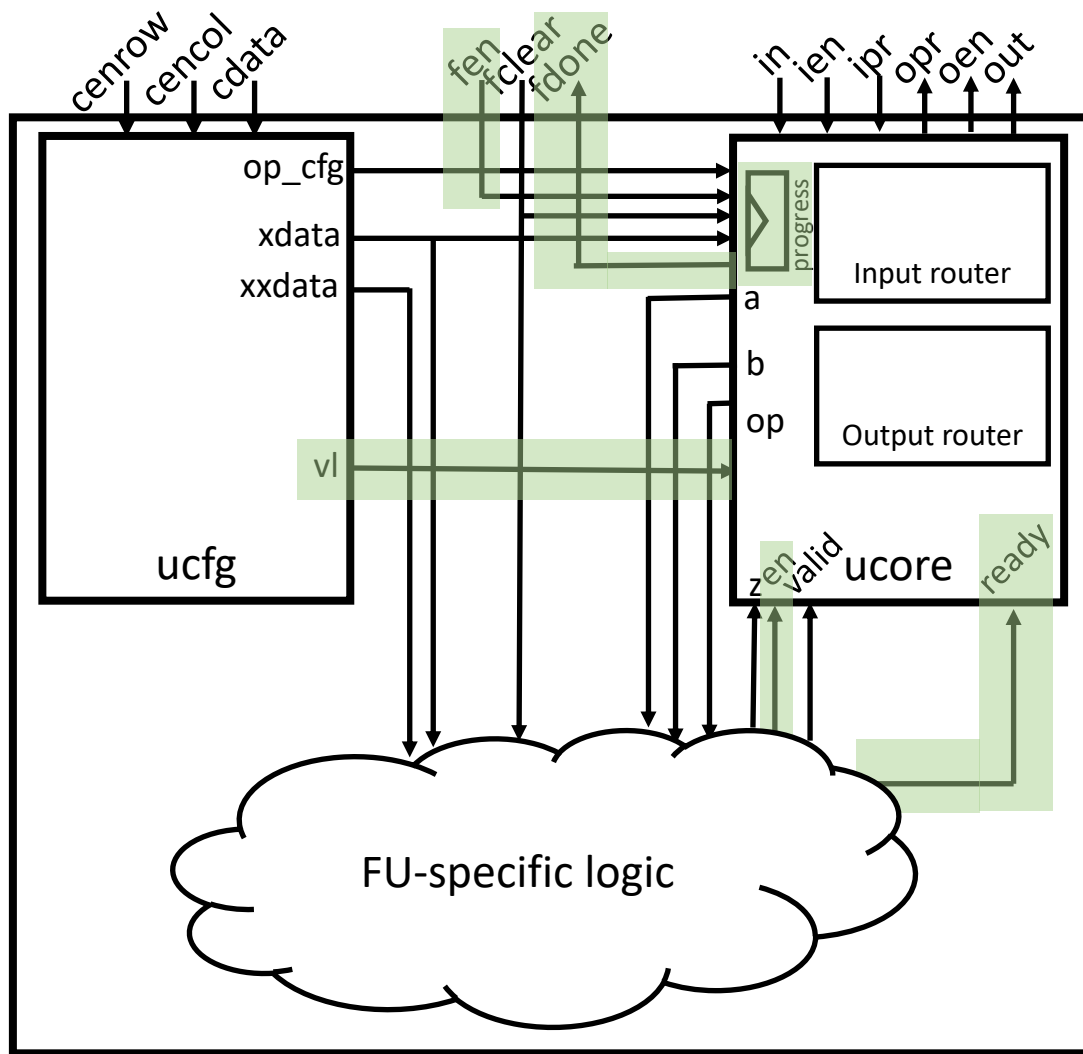 cenrow
cencol
cdata
fen
fclear
fdone
in
ien
ipr
opr
oen
out
op_cfg
xdata
xxdata
vl
ucfg
progress
Input router
a
b
op
Output router
z
en
valid
ucore
ready
FU-specific logic